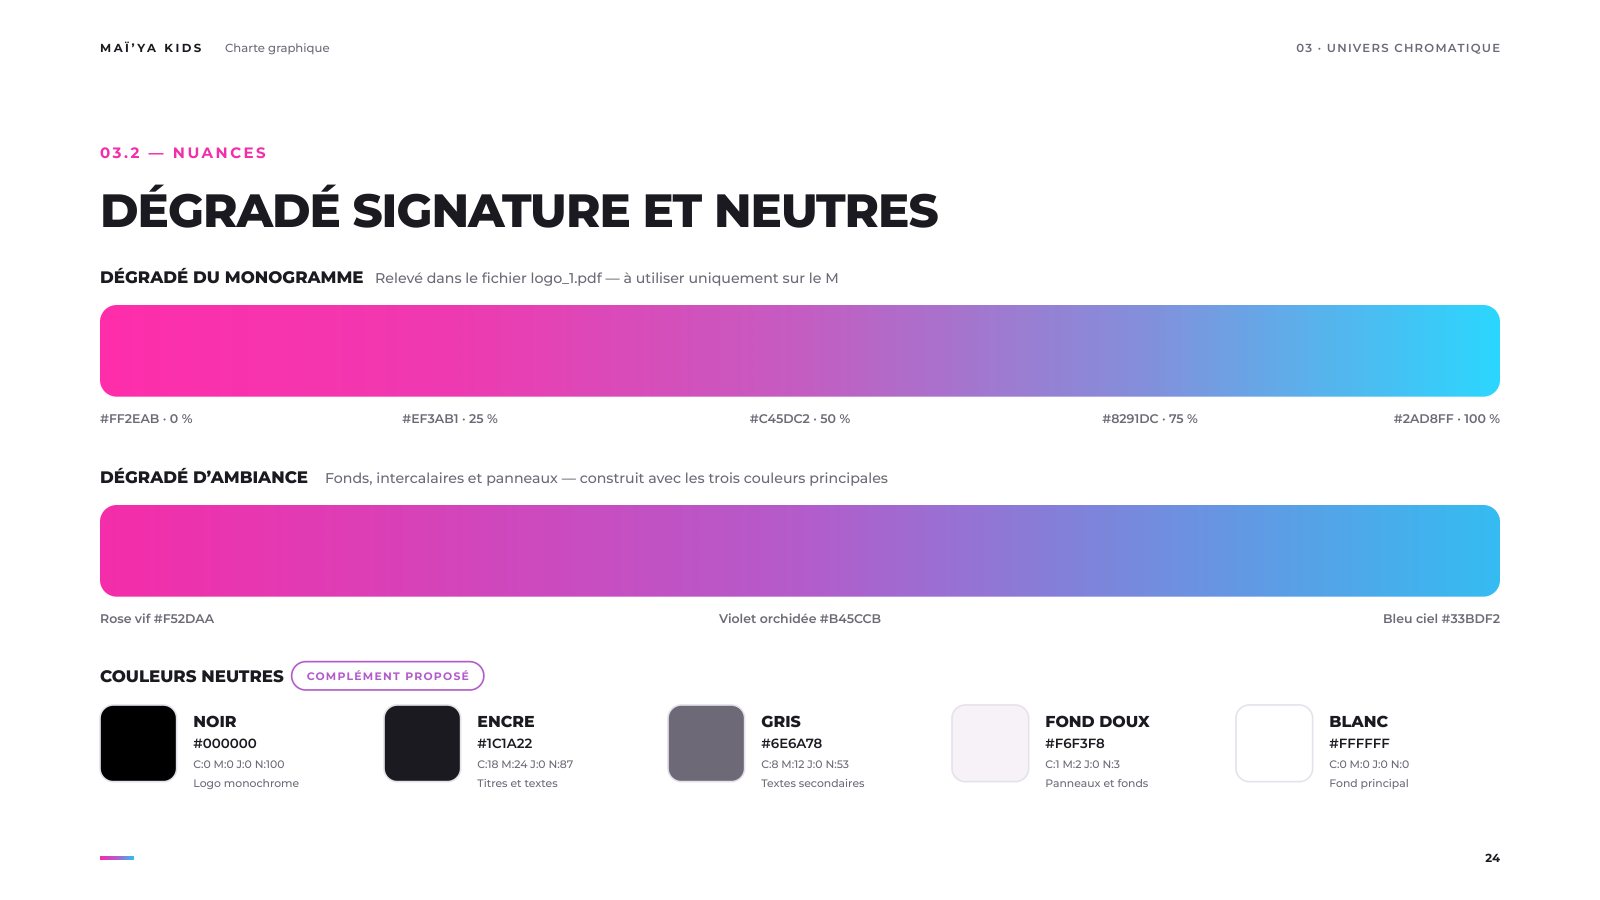 MAÏ’YA KIDS Charte graphique 03 · UNIVERS CHROMATIQUE
03.2 — NUANCES
DÉGRADÉ SIGNATURE ET NEUTRES
DÉGRADÉ DU MONOGRAMME Relevé dans le fichier logo_1.pdf — à utiliser uniquement sur le M
#FF2EAB · 0 % #EF3AB1 · 25 % #C45DC2 · 50 % #8291DC · 75 % #2AD8FF · 100 %
DÉGRADÉ D’AMBIANCE Fonds, intercalaires et panneaux — construit avec les trois couleurs principales
Rose vif #F52DAA Violet orchidée #B45CCB Bleu ciel #33BDF2
COULEURS NEUTRES COMPLÉMENT PROPOSÉ
NOIR
#000000
C:0 M:0 J:0 N:100
Logo monochrome
ENCRE
#1C1A22
C:18 M:24 J:0 N:87
Titres et textes
GRIS
#6E6A78
C:8 M:12 J:0 N:53
Textes secondaires
FOND DOUX
#F6F3F8
C:1 M:2 J:0 N:3
Panneaux et fonds
BLANC
#FFFFFF
C:0 M:0 J:0 N:0
Fond principal
24